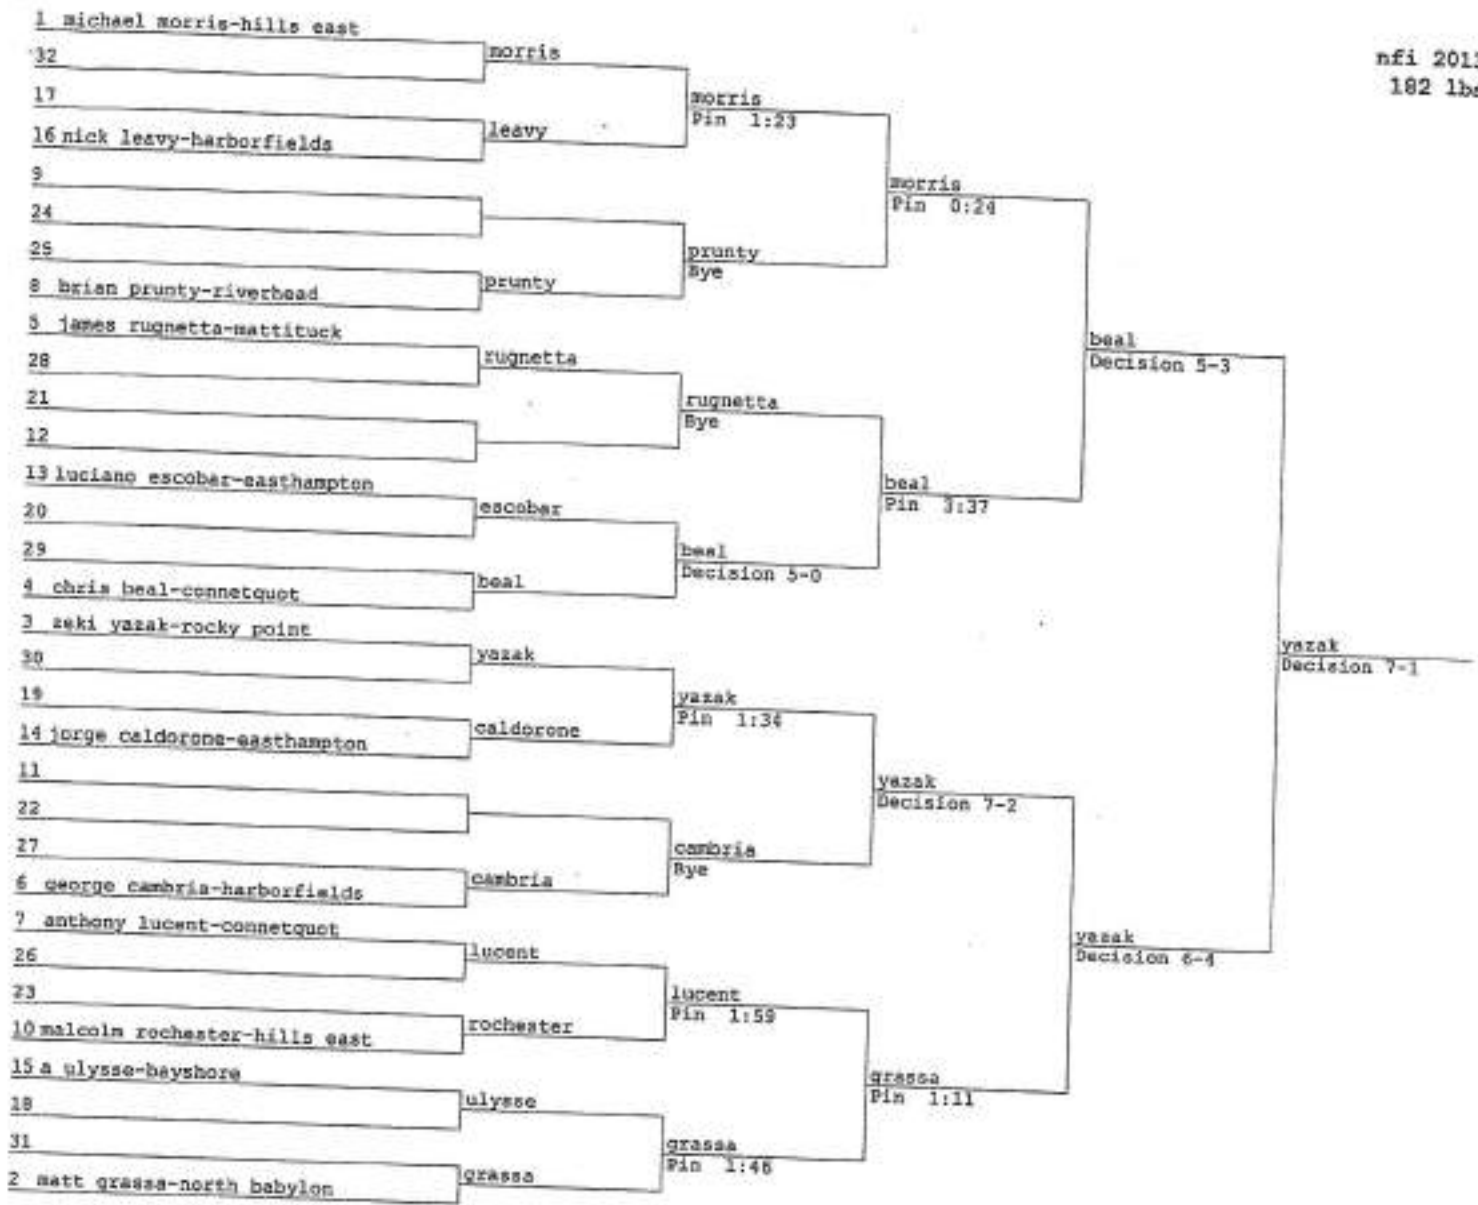 1 michael morris-hills east
32
17
16 nick leavy-harborfields
9
24
25
8 brian prunty-riverhead
5 james rugnetta-mattituck
28
21
12
13 luciano escobar-easthampton
20
29
4 chris beal-connetquot
3 zeki yazak-rocky point
30
19
14 jorge caldorone-easthampton
11
22
27
6 george cambria-harborfields
7 anthony lucent-connetquot
26
23
10 malcolm rochester-hills east
15 a ulysse-bayshore
18
31
2 matt grassa-north babylon
morris
leavy
prunty
rugnetta
escobar
beal
yazak
caldorone
cambria
lucent
rochester
ulysse
grassa
morris
Pin 1:23
prunty
Bye
rugnetta
Bye
beal
Decision 5-0
yazak
Pin 1:34
cambria
Bye
lucent
Pin 1:59
grassa
Pin 1:46
morris
Pin 0:24
beal
Pin 3:37
yazak
Decision 7-2
grassa
Pin 1:11
beal
Decision 5-3
yazak
Decision 6-4
yazak
Decision 7-1
nfi 2011
182 lbs